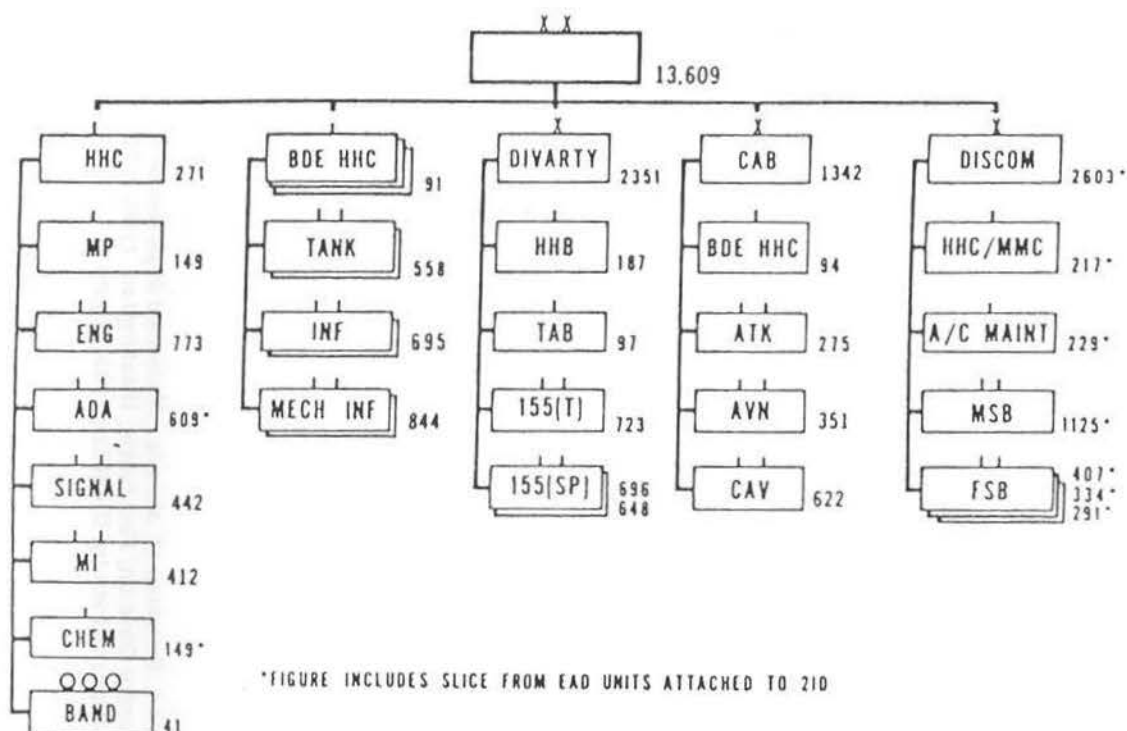 X X
13,609
HHC
271
MP
149
ENG
773
ADA
609*
SIGNAL
442
MI
412
CHEM
149*
BAND
41
BDE HHC
91
TANK
558
INF
695
MECH INF
844
X
DIVARTY
2351
HHB
187
TAB
97
155(T)
723
155(SP)
696
648
X
CAB
1342
BDE HHC
94
ATK
275
AVN
351
CAV
622
X
DISCOM
2603*
HHC/MMC
217*
A/C MAINT
229*
MSB
1125*
FSB
407*
334*
291*
*FIGURE INCLUDES SLICE FROM EAD UNITS ATTACHED TO 2ID